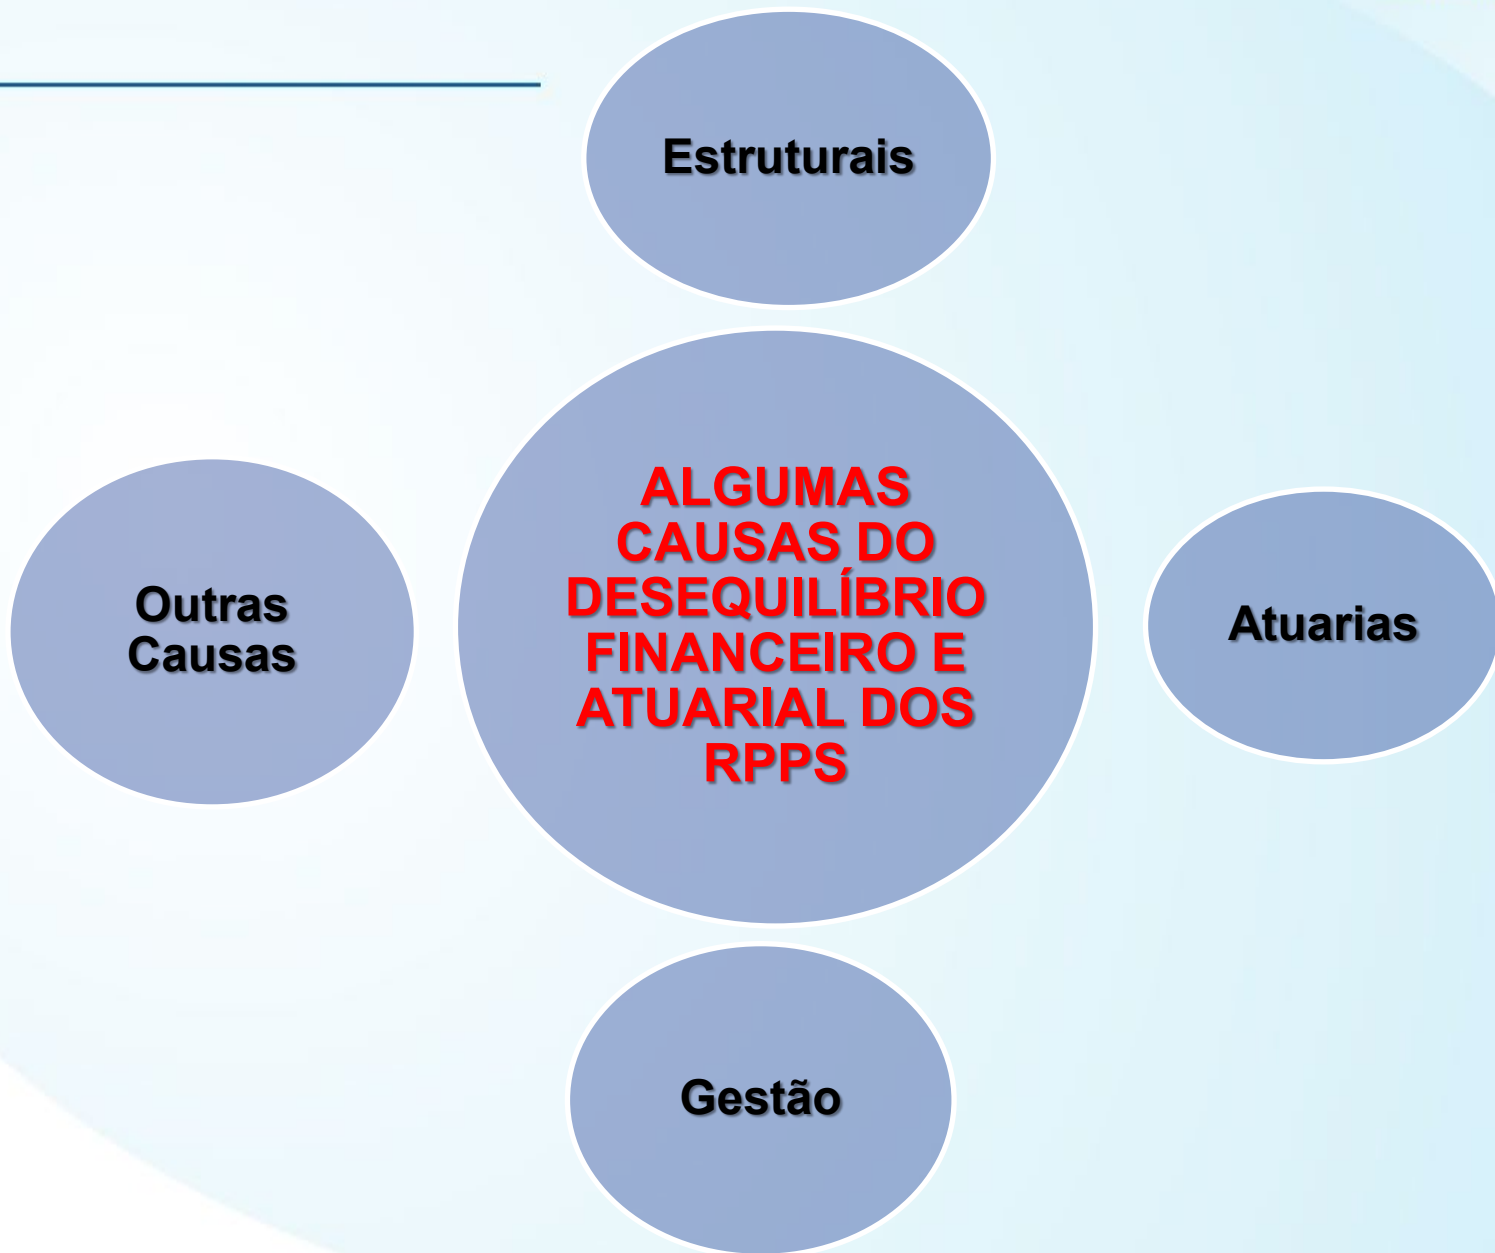 Estruturais
ALGUMAS
CAUSAS DO
DESEQUILÍBRIO
FINANCEIRO E
ATUARIAL DOS
RPPS
Outras
Causas
Atuarias
Gestão